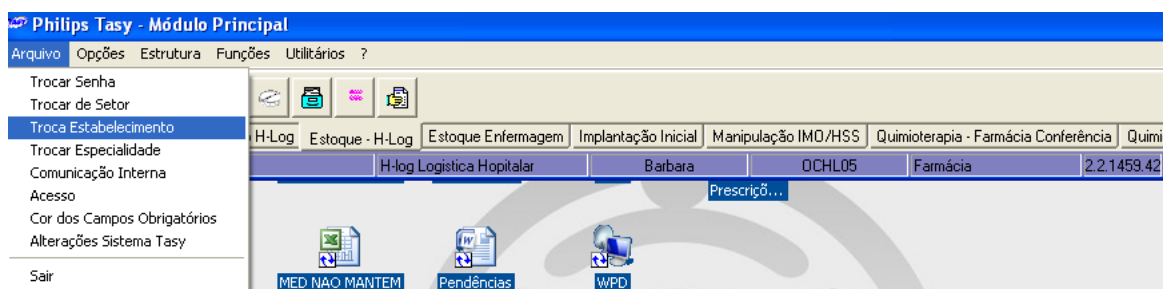 Philips Tasy - Módulo Principal
Arquivo Opções Estrutura Funções Utilitários ?
Trocar Senha
Trocar de Setor
Troca Estabelecimento
Trocar Especialidade
Comunicação Interna
Acesso
Cor dos Campos Obrigatórios
Alterações Sistema Tasy
Sair
H-Log Estoque - H-Log Estoque Enfermagem Implantação Inicial Manipulação IMO/HSS Quimioterapia - Farmácia Conferência Quimi
H-log Logistica Hopitalar Barbara OCHL05 Farmácia 2.2.1459.42
Prescriçõ...
MED NAO MANTEM Pendências WPD